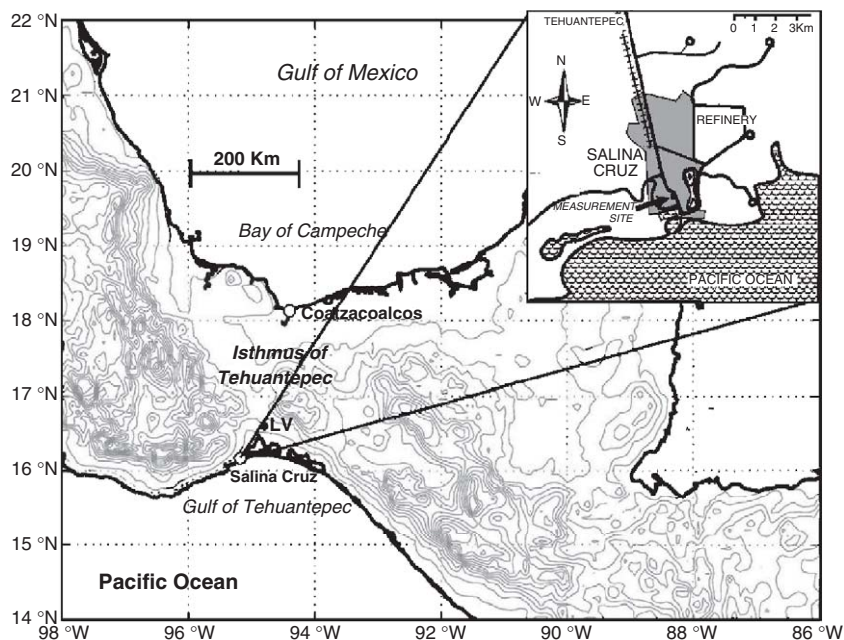 22 °N
21 °N
20 °N
19 °N
18 °N
17 °N
16 °N
15 °N
14 °N
98 °W
96 °W
94 °W
92 °W
90 °W
88 °W
86 °W
Gulf of Mexico
200 Km
Bay of Campeche
Coatzacoalcos
Isthmus of
Tehuantepec
LV
Salina Cruz
Gulf of Tehuantepec
Pacific Ocean
TEHUANTEPEC
0 1 2 3Km
N
W E
S
REFINERY
SALINA
CRUZ
MEASUREMENT
SITE
PACIFIC OCEAN